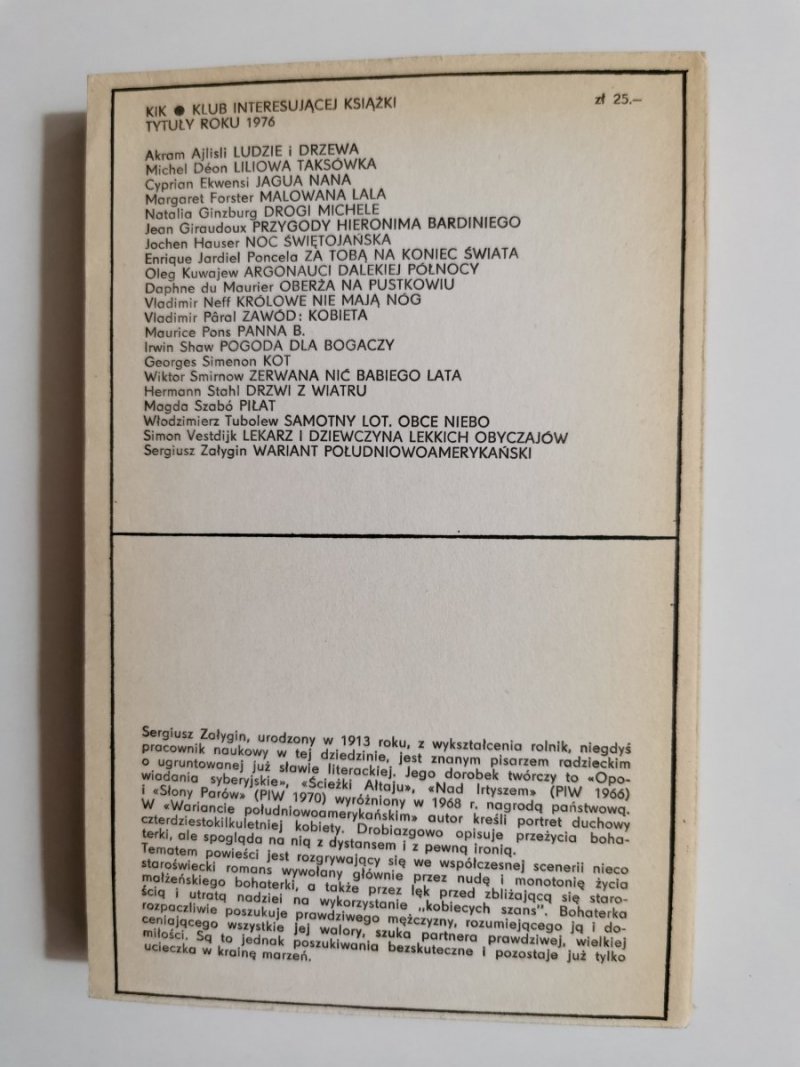 KIK ● KLUB INTERESUJĄCEJ KSIĄŻKI
zł 25.—
TYTUŁY ROKU 1976
Akram Ajlisli LUDZIE i DRZEWA
Michel Déon LILIOWA TAKSÓWKA
Cyprian Ekwensi JAGUA NANA
Margaret Forster MALOWANA LALA
Natalia Ginzburg DROGI MICHELE
Jean Giraudoux PRZYGODY HIERONIMA BARDINIEGO
Jochen Hauser NOC ŚWIĘTOJAŃSKA
Enrique Jardiel Poncela ZA TOBĄ NA KONIEC ŚWIATA
Oleg Kuwajew ARGONAUCI DALEKIEJ PÓŁNOCY
Daphne du Maurier OBERŻA NA PUSTKOWIU
Vladimir Neff KRÓLOWE NIE MAJĄ NÓG
Vladimir Pâral ZAWÓD: KOBIETA
Maurice Pons PANNA B.
Irwin Shaw POGODA DLA BOGACZY
Georges Simenon KOT
Wiktor Smirnow ZERWANA NIĆ BABIEGO LATA
Hermann Stahl DRZWI Z WIATRU
Magda Szabó PIŁAT
Włodzimierz Tubolew SAMOTNY LOT. OBCE NIEBO
Simon Vestdijk LEKARZ I DZIEWCZYNA LEKKICH OBYCZAJÓW
Sergiusz Załygin WARIANT POŁUDNIOWOAMERYKAŃSKI
Sergiusz Załygin, urodzony w 1913 roku, z wykształcenia rolnik, niegdyś
pracownik naukowy w tej dziedzinie, jest znanym pisarzem radzieckim
o ugruntowanej już sławie literackiej. Jego dorobek twórczy to «Opo-
wiadania syberyjskie», «Ścieżki Ałtaju», «Nad Irtyszem» (PIW 1966)
i «Słony Parów» (PIW 1970) wyróżniony w 1968 r. nagrodą państwową.
W «Wariancie południowoamerykańskim» autor kreśli portret duchowy
czterdziestokilkuletniej kobiety. Drobiazgowo opisuje przeżycia boha-
terki, ale spogląda na nią z dystansem i z pewną ironią.
Tematem powieści jest rozgrywający się we współczesnej scenerii nieco
staroświecki romans wywołany głównie przez nudę i monotonię życia
małżeńskiego bohaterki, a także przez lęk przed zbliżającą się staro-
ścią i utratą nadziei na wykorzystanie „kobiecych szans". Bohaterka
rozpaczliwie poszukuje prawdziwego mężczyzny, rozumiejącego ją i do-
ceniającego wszystkie jej walory, szuka partnera prawdziwej, wielkiej
miłości. Są to jednak poszukiwania bezskuteczne i pozostaje już tylko
ucieczka w krainę marzeń.